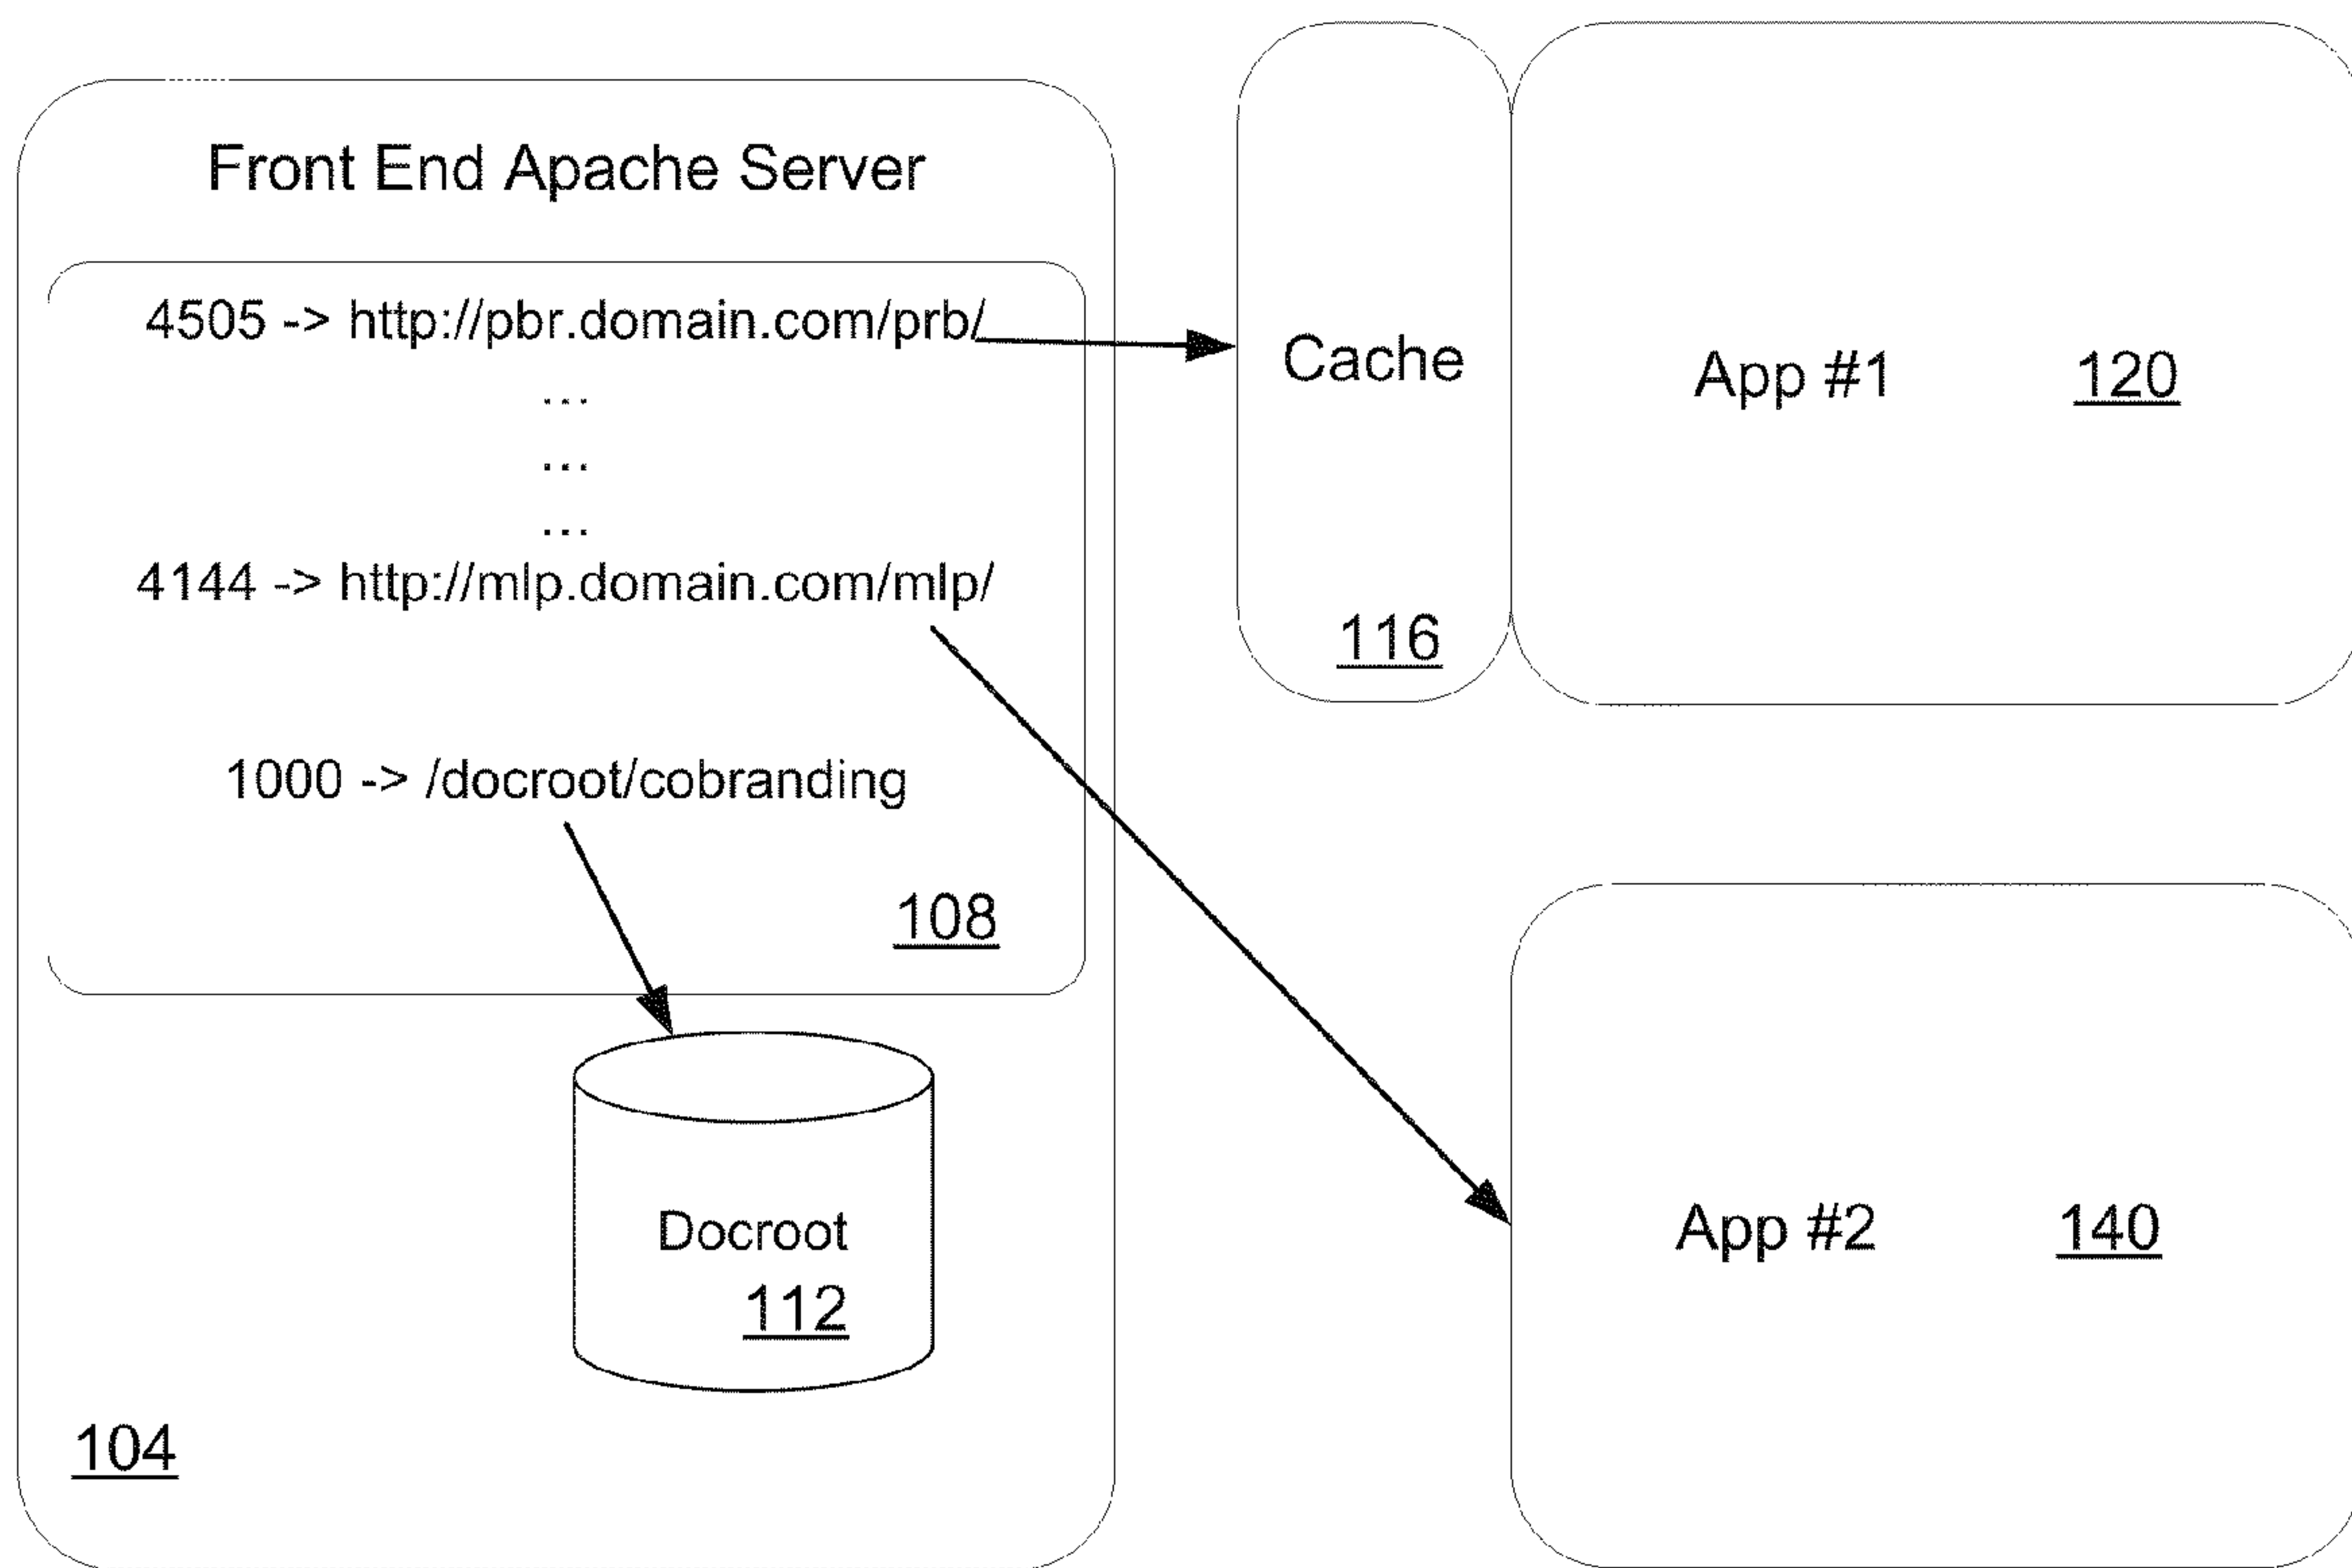 Front End Apache Server
4505 -> http://pbr.domain.com/prb/
...
...
...
4144 -> http://mlp.domain.com/mlp/
1000 -> /docroot/cobranding
108
Docroot
112
104
Cache
116
App #1 120
App #2 140